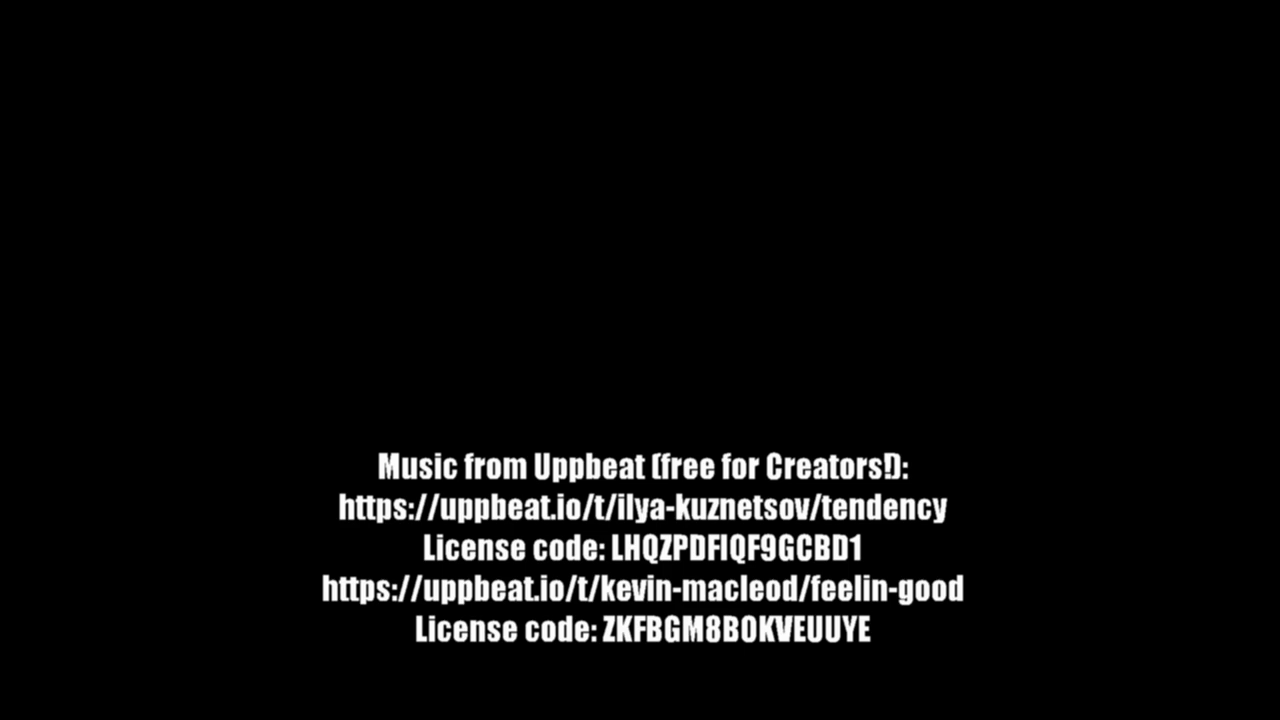 Music from Uppbeat (free for Creators!):
https://uppbeat.io/t/ilya-kuznetsov/tendency
License code: LHQZPDFIQF9GCBD1
https://uppbeat.io/t/kevin-macleod/feelin-good
License code: ZKFBGM8BOKVEUUYE